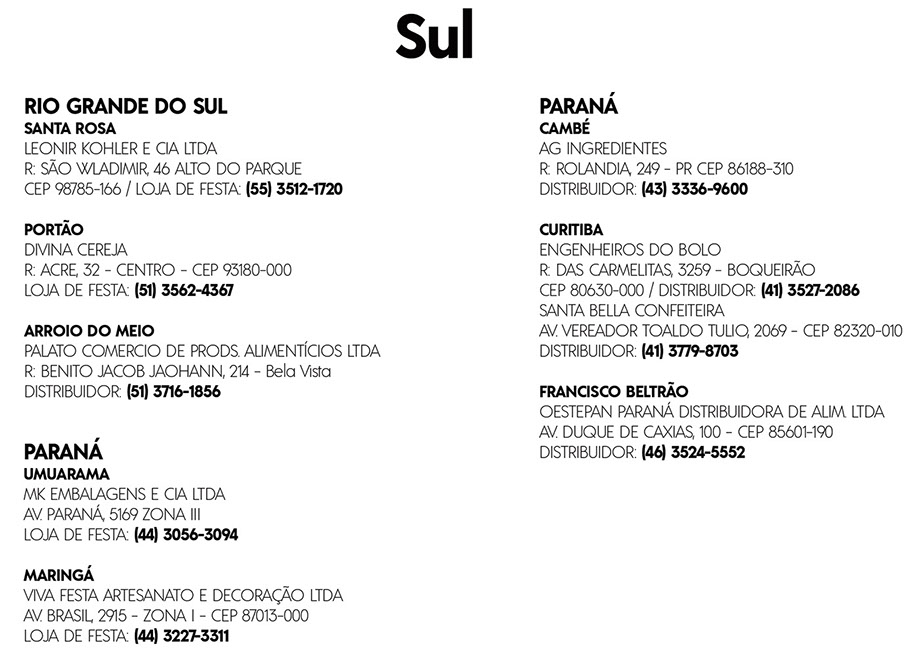 Sul
RIO GRANDE DO SUL
SANTA ROSA
LEONIR KOHLER E CIA LTDA
R: SÃO WLADIMIR, 46 ALTO DO PARQUE
CEP 98785-166 / LOJA DE FESTA: (55) 3512-1720
PORTÃO
DIVINA CEREJA
R: ACRE, 32 - CENTRO - CEP 93180-000
LOJA DE FESTA: (51) 3562-4367
ARROIO DO MEIO
PALATO COMERCIO DE PRODS. ALIMENTÍCIOS LTDA
R: BENITO JACOB JAOHANN, 214 - Bela Vista
DISTRIBUIDOR: (51) 3716-1856
PARANÁ
UMUARAMA
MK EMBALAGENS E CIA LTDA
AV. PARANÁ, 5169 ZONA III
LOJA DE FESTA: (44) 3056-3094
MARINGÁ
VIVA FESTA ARTESANATO E DECORAÇÃO LTDA
AV. BRASIL, 2915 - ZONA I - CEP 87013-000
LOJA DE FESTA: (44) 3227-3311
PARANÁ
CAMBÉ
AG INGREDIENTES
R: ROLANDIA, 249 - PR CEP 86188-310
DISTRIBUIDOR: (43) 3336-9600
CURITIBA
ENGENHEIROS DO BOLO
R: DAS CARMELITAS, 3259 - BOQUEIRÃO
CEP 80630-000 / DISTRIBUIDOR: (41) 3527-2086
SANTA BELLA CONFEITEIRA
AV. VEREADOR TOALDO TULIO, 2069 - CEP 82320-010
DISTRIBUIDOR: (41) 3779-8703
FRANCISCO BELTRÃO
OESTEPAN PARANÁ DISTRIBUIDORA DE ALIM. LTDA
AV. DUQUE DE CAXIAS, 100 - CEP 85601-190
DISTRIBUIDOR: (46) 3524-5552